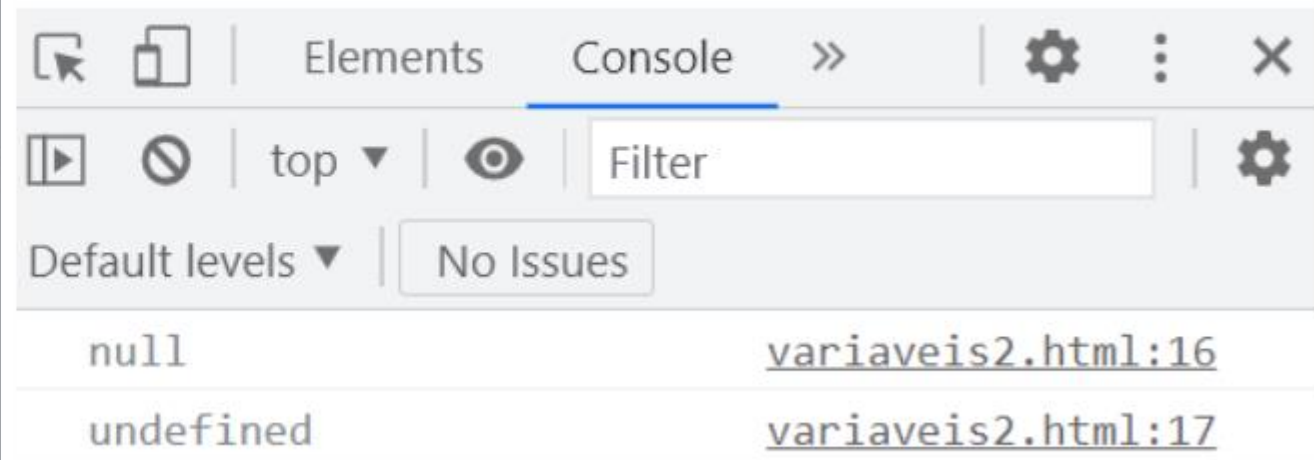 Elements Console
top Filter
Default levels No Issues
null variaveis2.html:16
undefined variaveis2.html:17